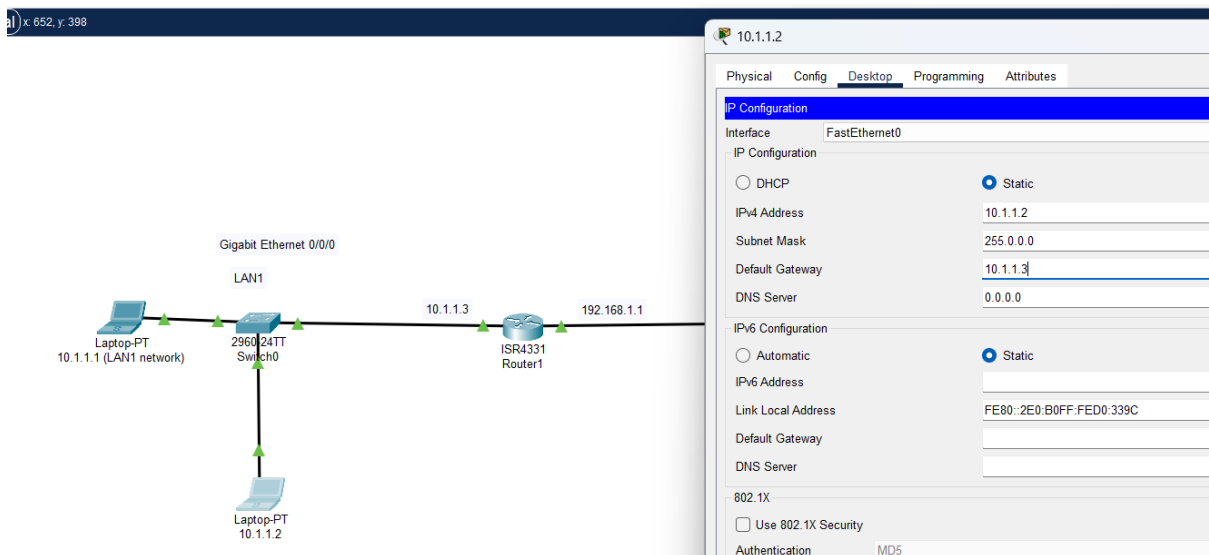 al x: 652, y: 398
Gigabit Ethernet 0/0/0
LAN1
10.1.1.3
192.168.1.1
Laptop-PT
10.1.1.1 (LAN1 network)
2960-24TT
Switch0
ISR4331
Router1
Laptop-PT
10.1.1.2
10.1.1.2
Physical Config Desktop Programming Attributes
IP Configuration
Interface FastEthernet0
IP Configuration
DHCP Static
IPv4 Address 10.1.1.2
Subnet Mask 255.0.0.0
Default Gateway 10.1.1.3
DNS Server 0.0.0.0
IPv6 Configuration
Automatic Static
IPv6 Address
Link Local Address FE80::2E0:B0FF:FED0:339C
Default Gateway
DNS Server
802.1X
Use 802.1X Security
Authentication MD5